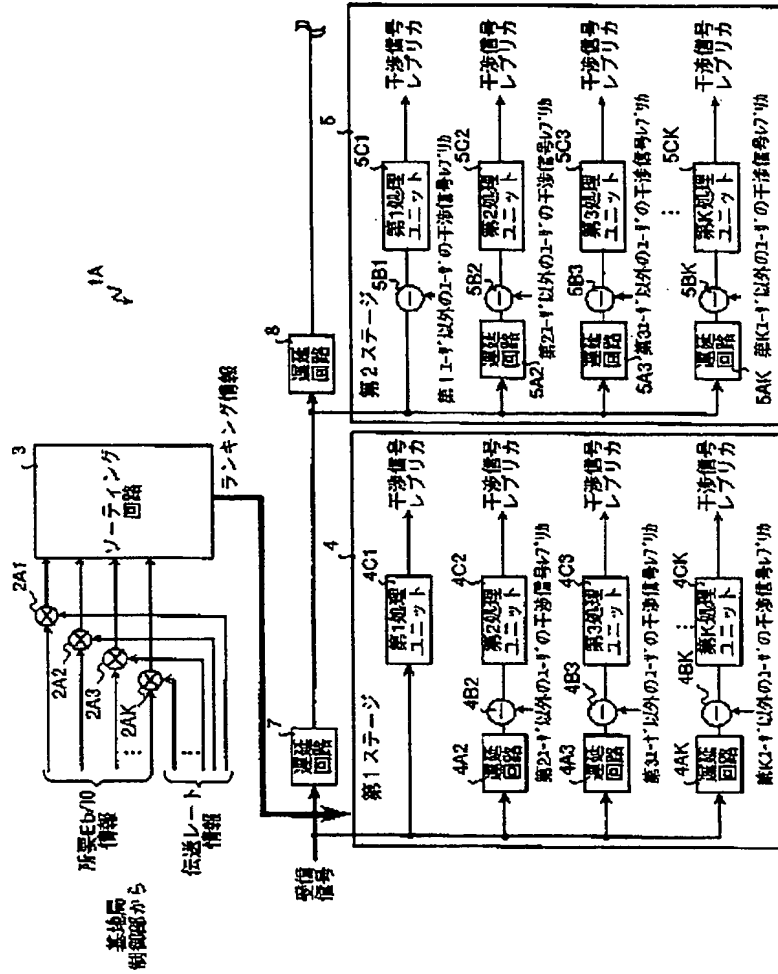 1A
基地局
制御部から
所要Eb/I0
情報
伝送レート
情報
2A1
2A2
2A3
2AK
⋮
⋮
3
ソーティング
回路
ランキング情報
受信
信号
7
遅延
回路
8
遅延
回路
4
第1ステージ
4C1
第1処理
ユニット
干渉信号
レプリカ
4A2
遅延
回路
4B2
第2ユーザ以外のユーザの干渉信号レプリカ
4C2
第2処理
ユニット
干渉信号
レプリカ
4A3
遅延
回路
4B3
第3ユーザ以外のユーザの干渉信号レプリカ
4C3
第3処理
ユニット
干渉信号
レプリカ
⋮
4AK
遅延
回路
4BK
第Kユーザ以外のユーザの干渉信号レプリカ
4CK
第K処理
ユニット
干渉信号
レプリカ
5
第2ステージ
5B1
第1ユーザ以外のユーザの干渉信号レプリカ
5C1
第1処理
ユニット
干渉信号
レプリカ
5A2
遅延
回路
5B2
第2ユーザ以外のユーザの干渉信号レプリカ
5C2
第2処理
ユニット
干渉信号
レプリカ
5A3
遅延
回路
5B3
第3ユーザ以外のユーザの干渉信号レプリカ
5C3
第3処理
ユニット
干渉信号
レプリカ
⋮
5AK
遅延
回路
5BK
第Kユーザ以外のユーザの干渉信号レプリカ
5CK
第K処理
ユニット
干渉信号
レプリカ